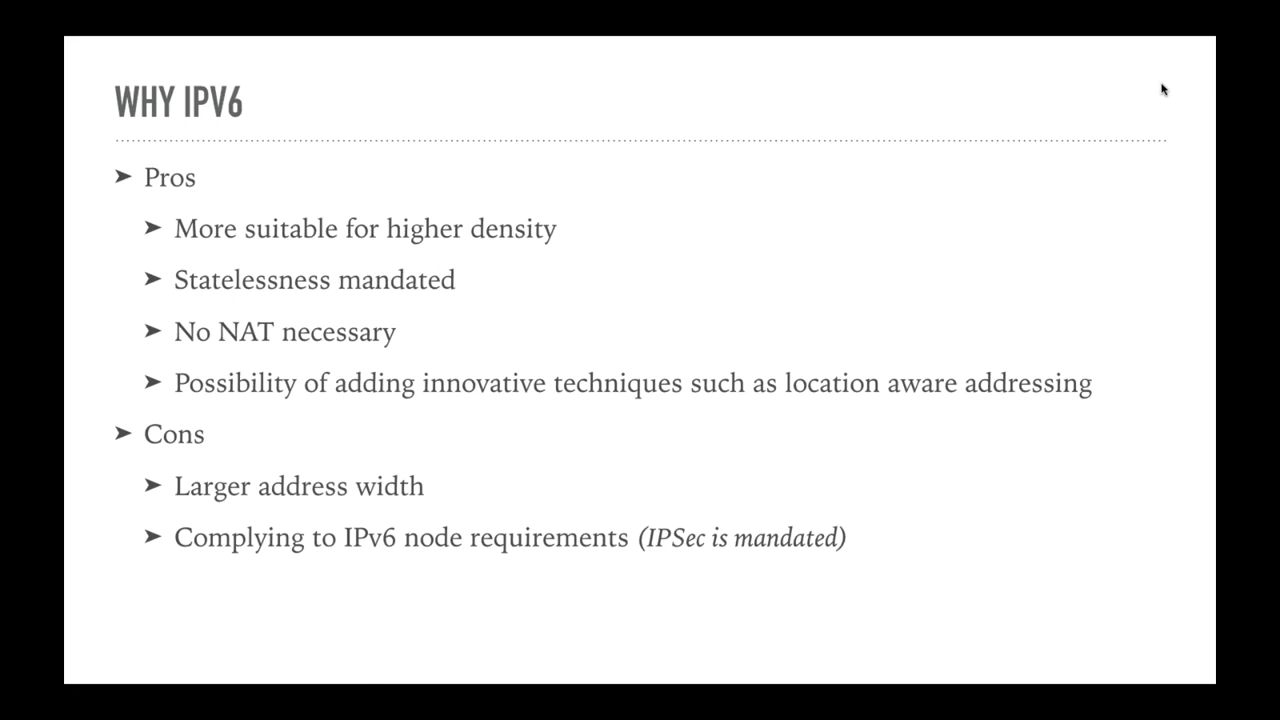 WHY IPV6
➤ Pros
➤ More suitable for higher density
➤ Statelessness mandated
➤ No NAT necessary
➤ Possibility of adding innovative techniques such as location aware addressing
➤ Cons
➤ Larger address width
➤ Complying to IPv6 node requirements (IPSec is mandated)